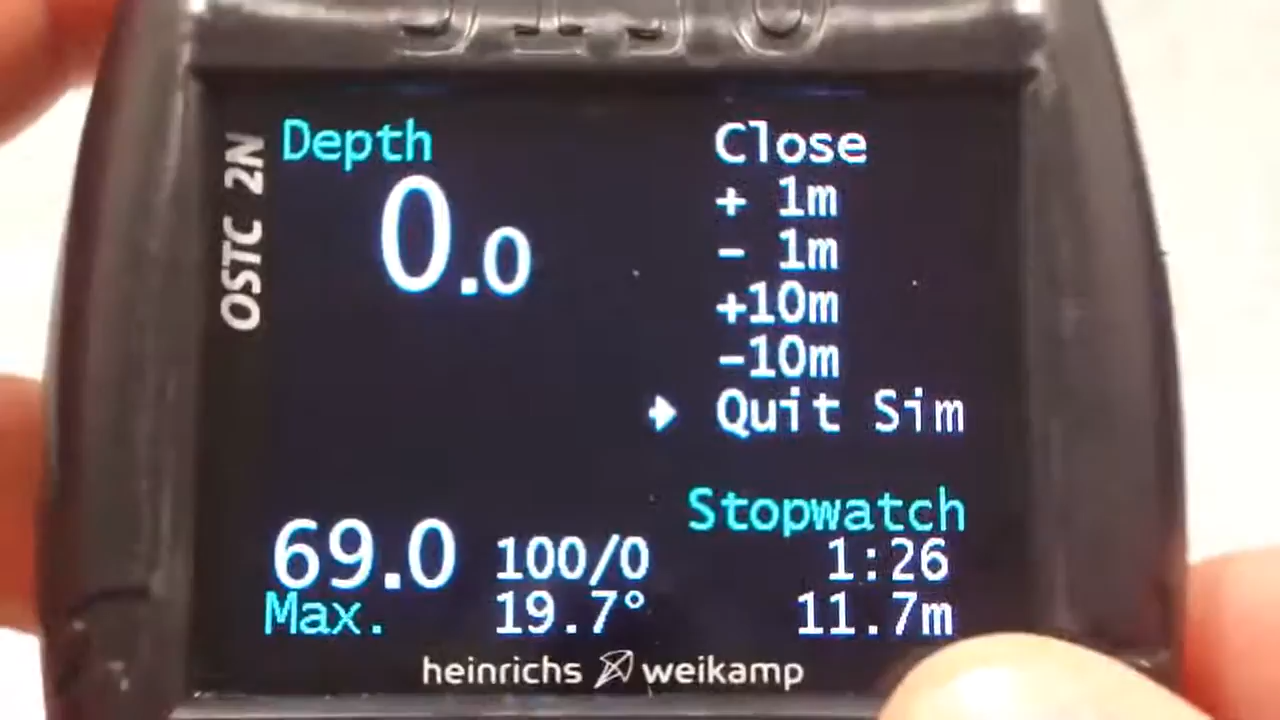 OSTC 2N
Depth
0.0
Close
+ 1m
- 1m
+10m
-10m
→ Quit Sim
Stopwatch
1:26
11.7m
69.0
Max.
100/0
19.7°
heinrichs weikamp